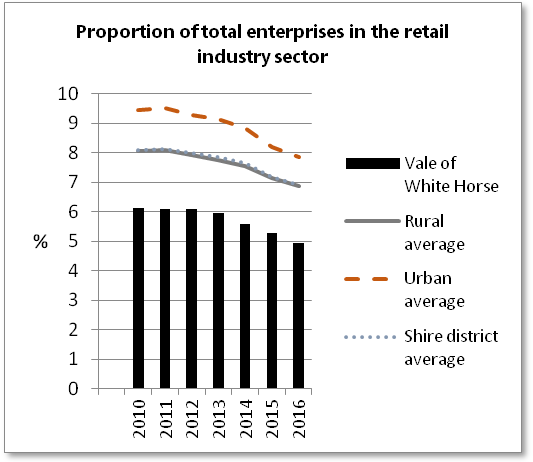 Proportion of total enterprises in the retail
industry sector
10
9
8
7
6
5
4
3
2
1
0
%
2010
2011
2012
2013
2014
2015
2016
Vale of
White Horse
Rural
average
Urban
average
Shire district
average